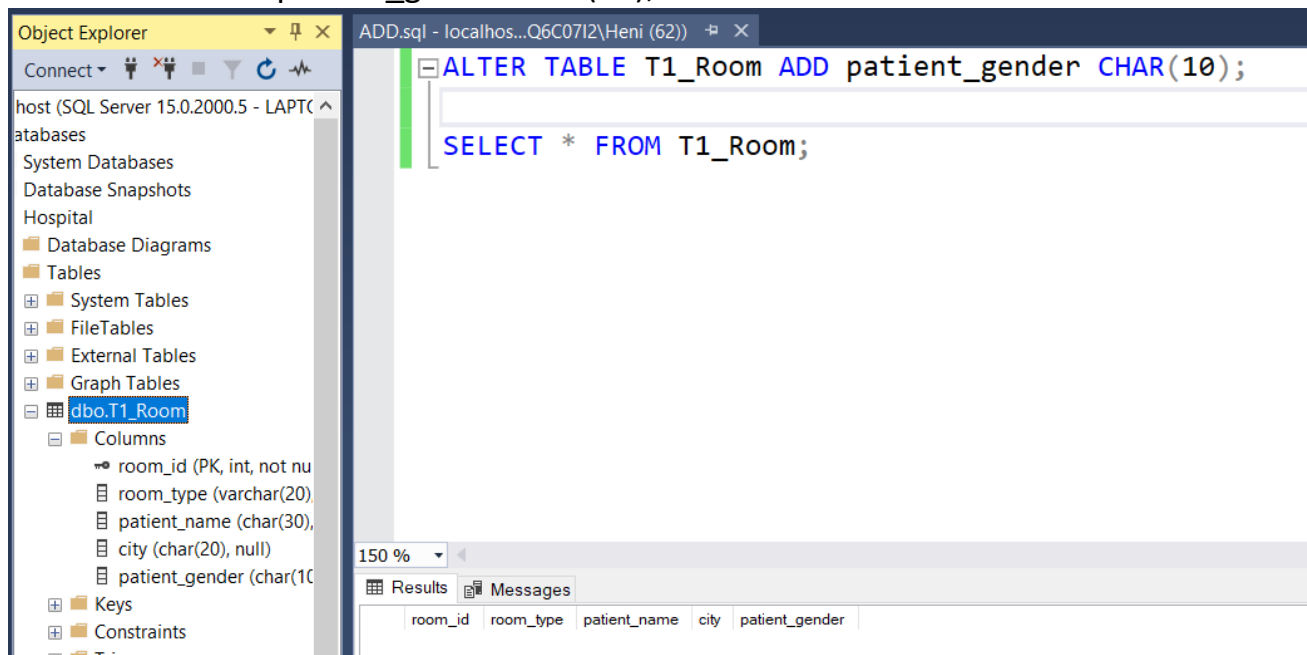 Object Explorer
Connect
host (SQL Server 15.0.2000.5 - LAPTO
atabases
System Databases
Database Snapshots
Hospital
Database Diagrams
Tables
System Tables
FileTables
External Tables
Graph Tables
dbo.T1_Room
Columns
room_id (PK, int, not nu
room_type (varchar(20),
patient_name (char(30),
city (char(20), null)
patient_gender (char(10
Keys
Constraints
ADD.sql - localhos...Q6C07I2\Heni (62))
ALTER TABLE T1_Room ADD patient_gender CHAR(10);
SELECT * FROM T1_Room;
150 %
Results Messages
room_id room_type patient_name city patient_gender